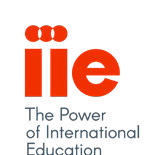 iie
The Power
of International
Education